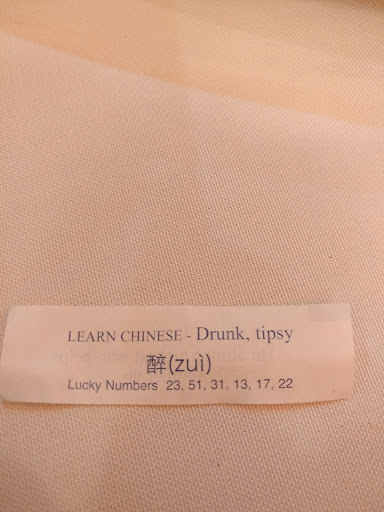 LEARN CHINESE - Drunk, tipsy
醉(zuì)
Lucky Numbers 23, 51, 31, 13, 17, 22